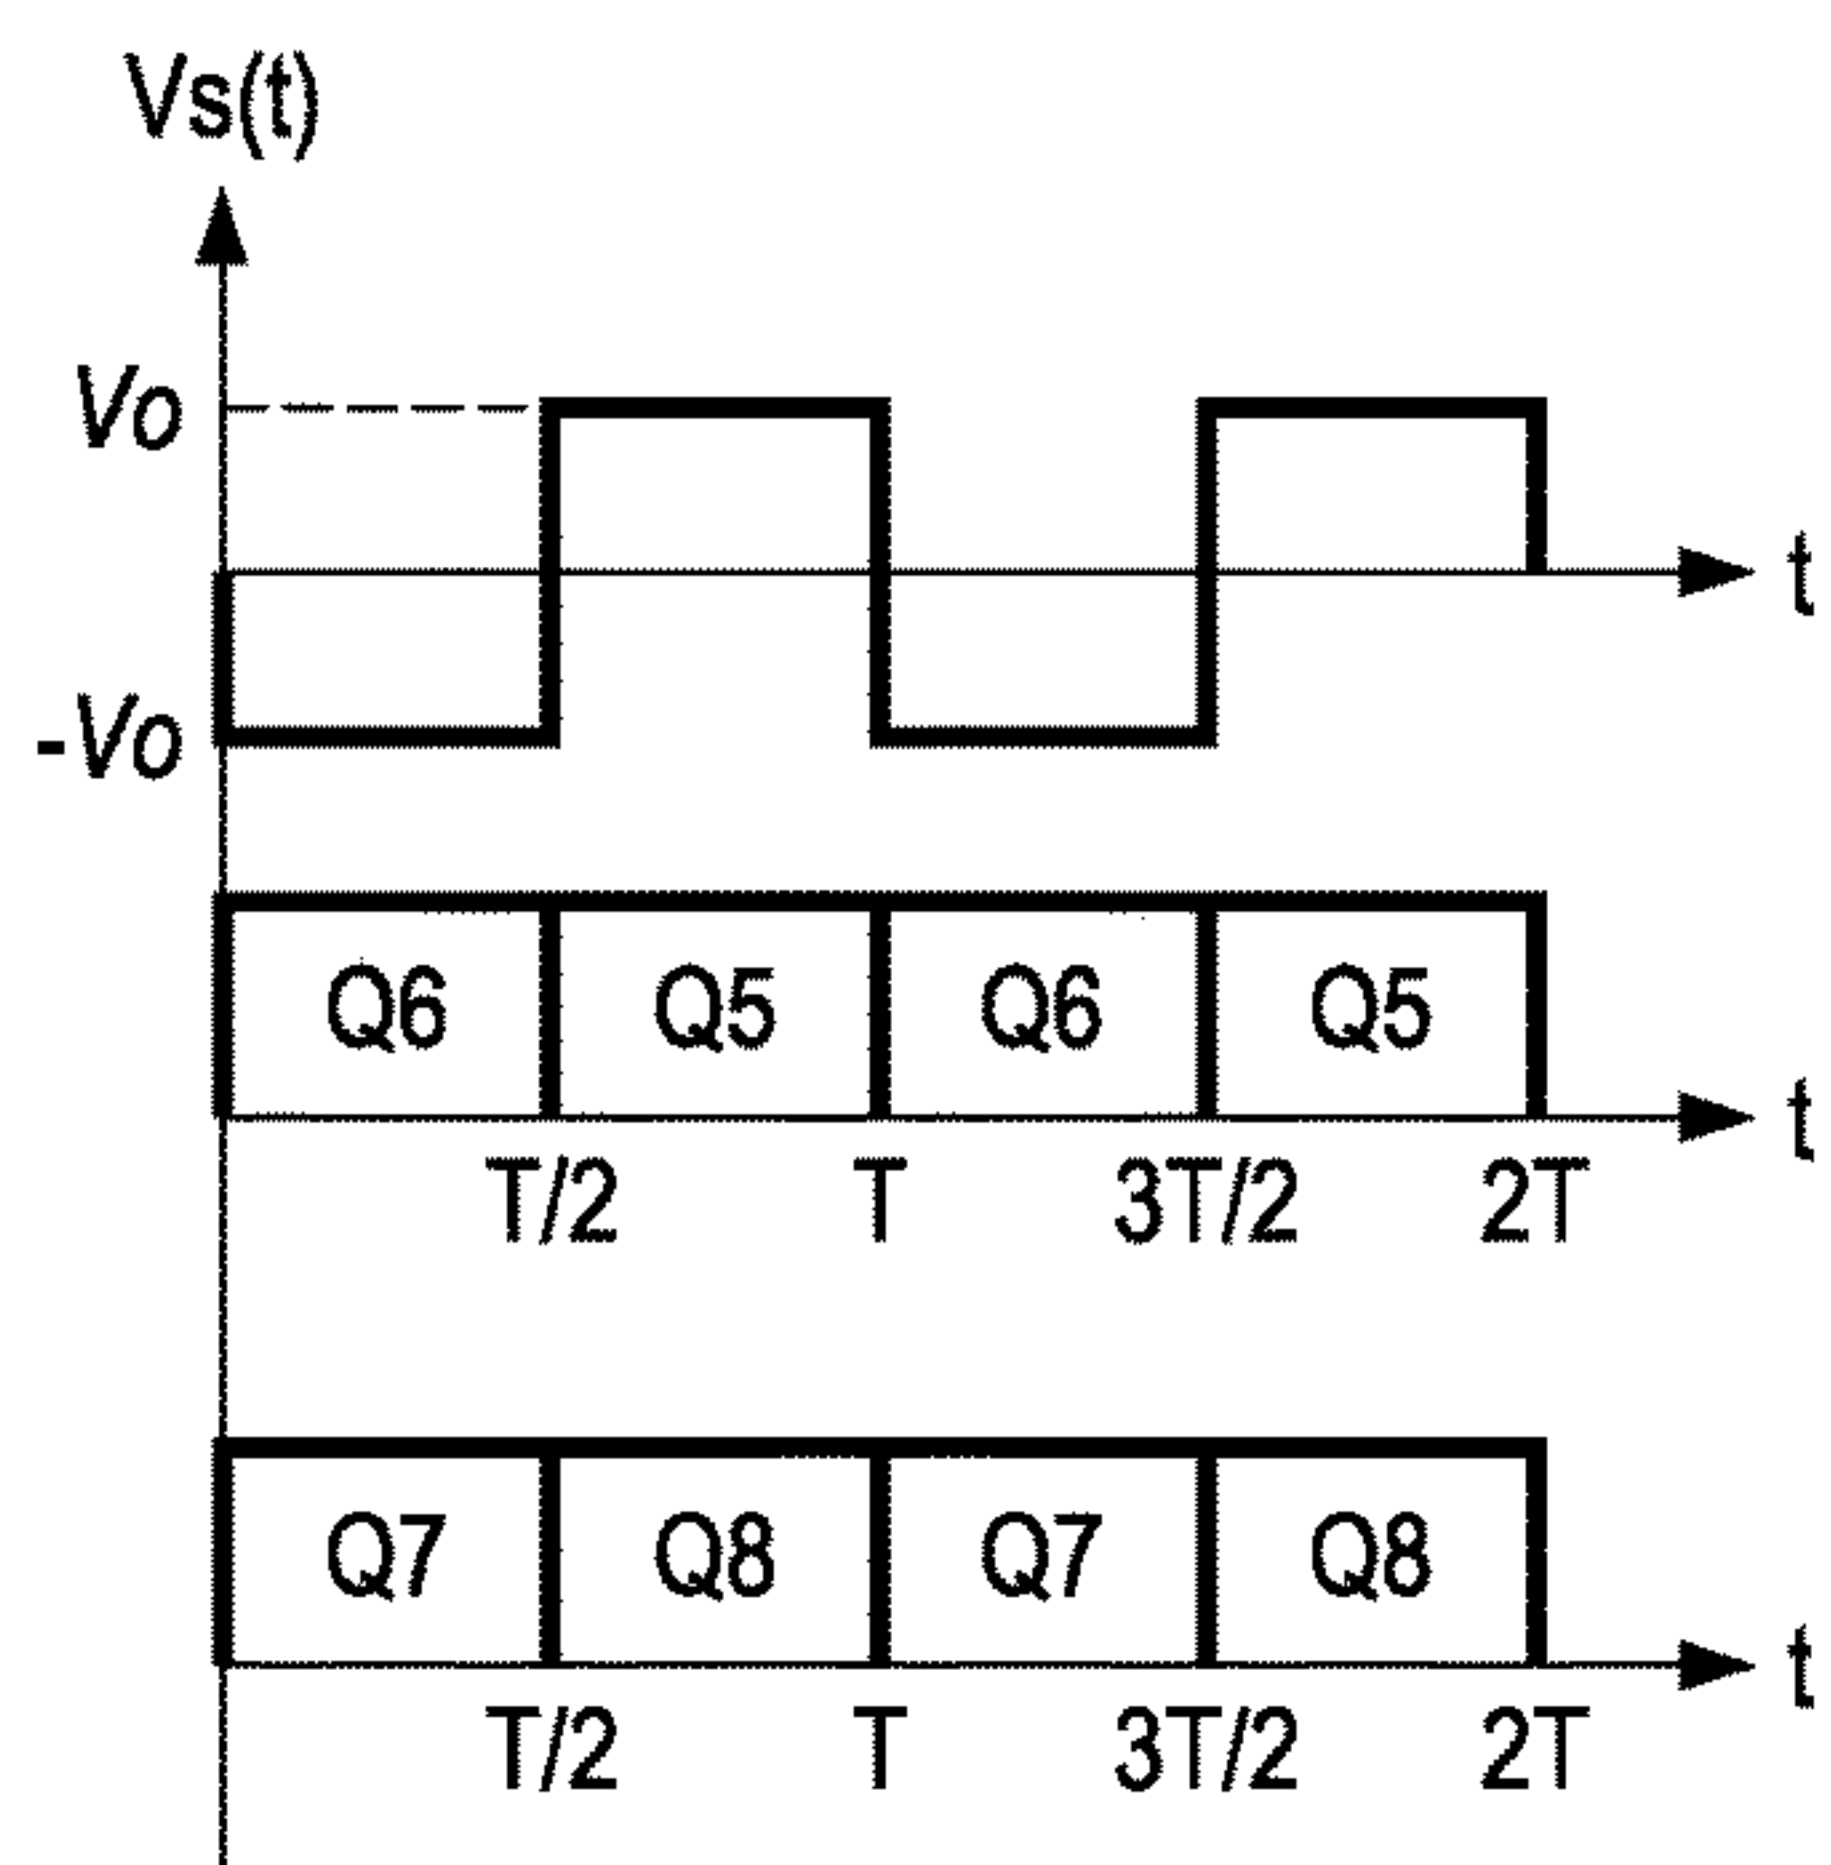 Vs(t)
Vo
t
-Vo
Q6 Q5 Q6 Q5
t
T/2 T 3T/2 2T
Q7 Q8 Q7 Q8
t
T/2 T 3T/2 2T